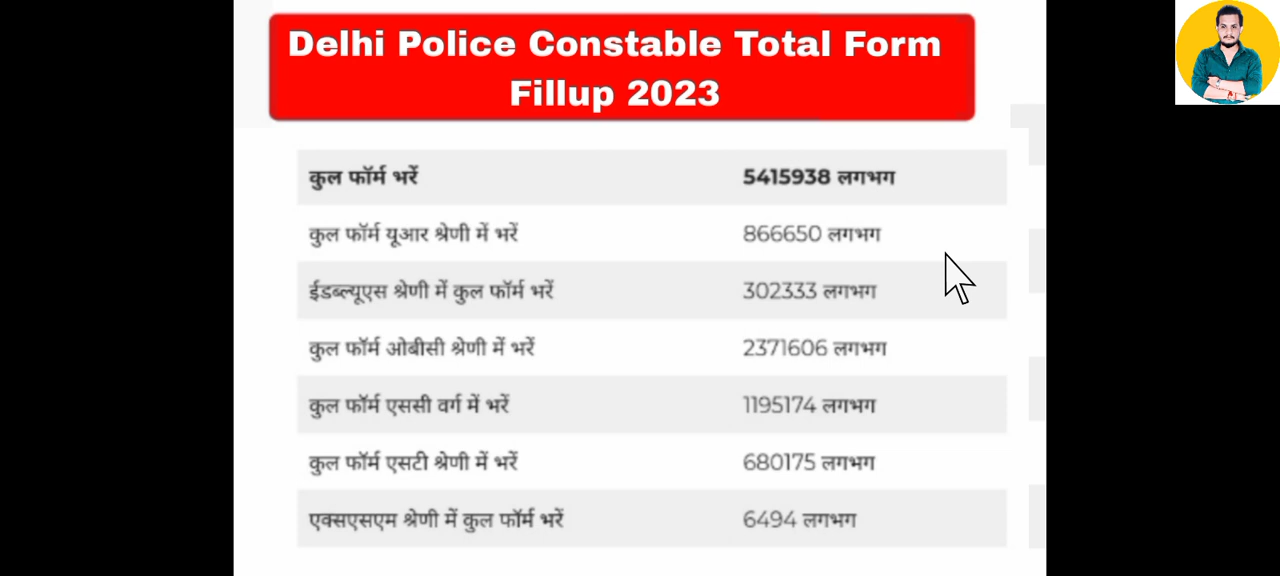 Delhi Police Constable Total Form
Fillup 2023
कुल फॉर्म भरें 5415938 लगभग
कुल फॉर्म यूआर श्रेणी में भरें 866650 लगभग
ईडब्ल्यूएस श्रेणी में कुल फॉर्म भरें 302333 लगभग
कुल फॉर्म ओबीसी श्रेणी में भरें 2371606 लगभग
कुल फॉर्म एससी वर्ग में भरें 1195174 लगभग
कुल फॉर्म एसटी श्रेणी में भरें 680175 लगभग
एक्सएसएम श्रेणी में कुल फॉर्म भरें 6494 लगभग